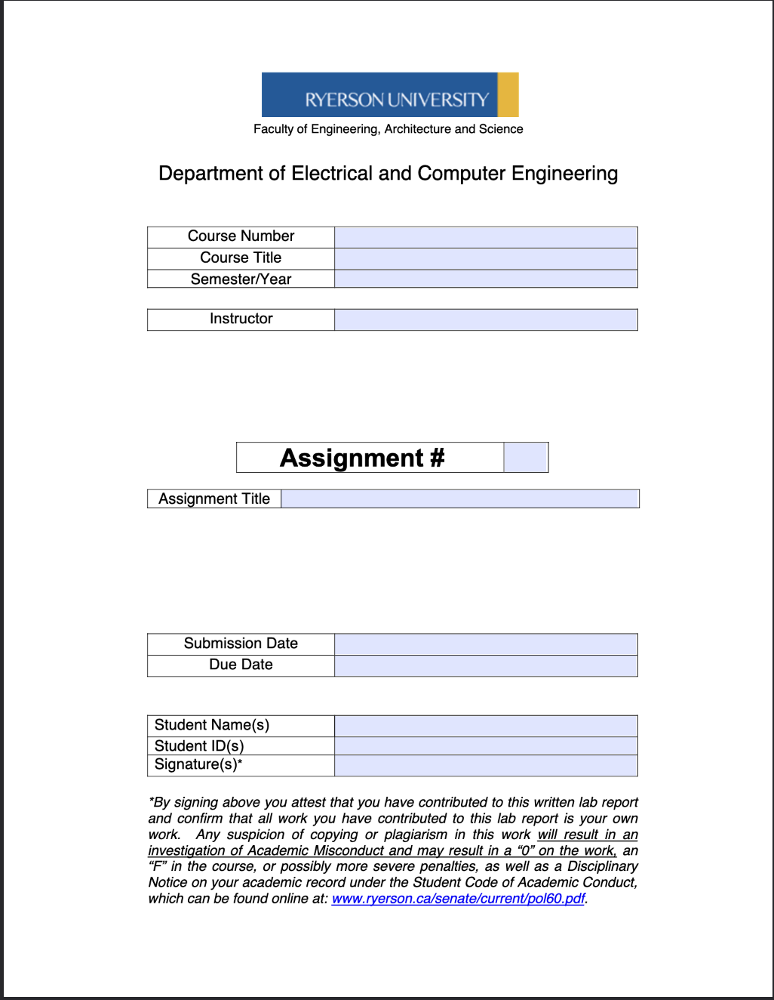 RYERSON UNIVERSITY
Faculty of Engineering, Architecture and Science
Department of Electrical and Computer Engineering
Course Number
Course Title
Semester/Year
Instructor
Assignment #
Assignment Title
Submission Date
Due Date
Student Name(s)
Student ID(s)
Signature(s)*
*By signing above you attest that you have contributed to this written lab report
and confirm that all work you have contributed to this lab report is your own
work. Any suspicion of copying or plagiarism in this work will result in an
investigation of Academic Misconduct and may result in a “0” on the work, an
“F” in the course, or possibly more severe penalties, as well as a Disciplinary
Notice on your academic record under the Student Code of Academic Conduct,
which can be found online at: www.ryerson.ca/senate/current/pol60.pdf.